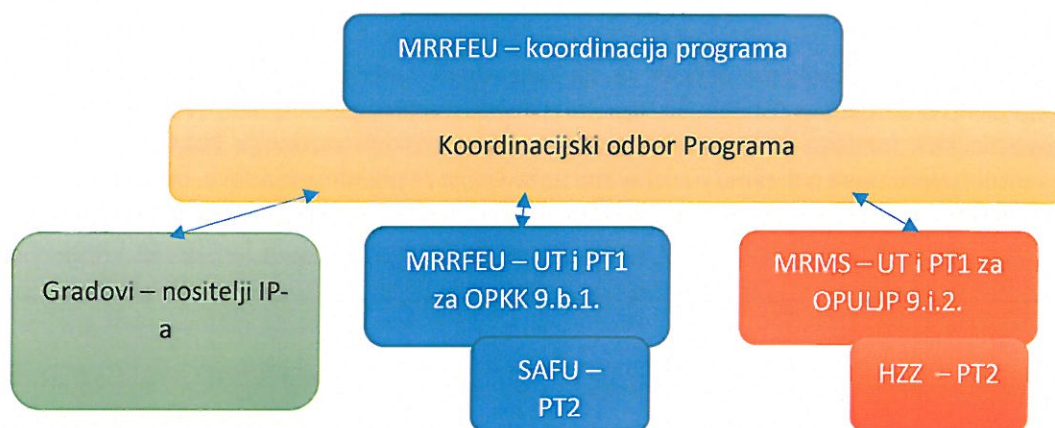 MRRFEU – koordinacija programa
Koordinacijski odbor Programa
Gradovi – nositelji IP-
a
MRRFEU – UT i PT1
za OPKK 9.b.1.
SAFU –
PT2
MRMS – UT i PT1 za
OPULJP 9.i.2.
HZZ – PT2